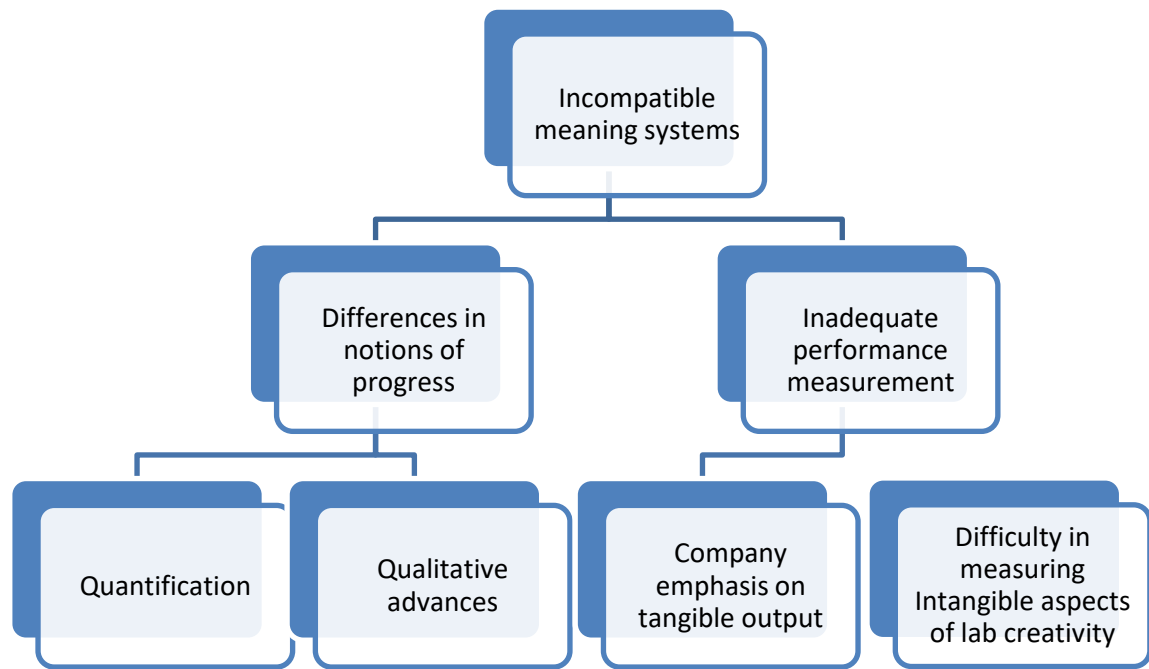 Incompatible
meaning systems
Differences in
notions of
progress
Inadequate
performance
measurement
Quantification
Qualitative
advances
Company
emphasis on
tangible output
Difficulty in
measuring
Intangible aspects
of lab creativity